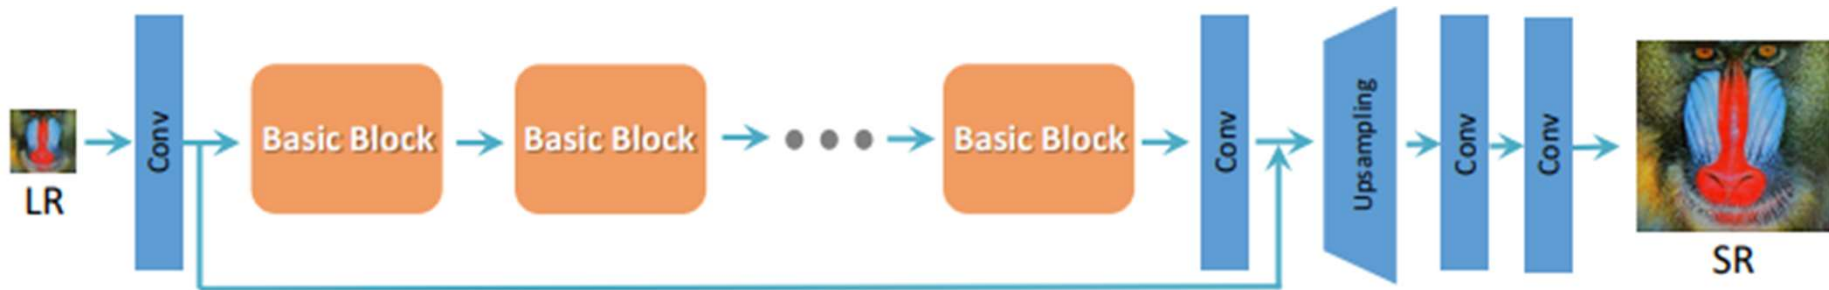 LR
Conv
Basic Block
Basic Block
Basic Block
Conv
Upsampling
Conv
Conv
SR